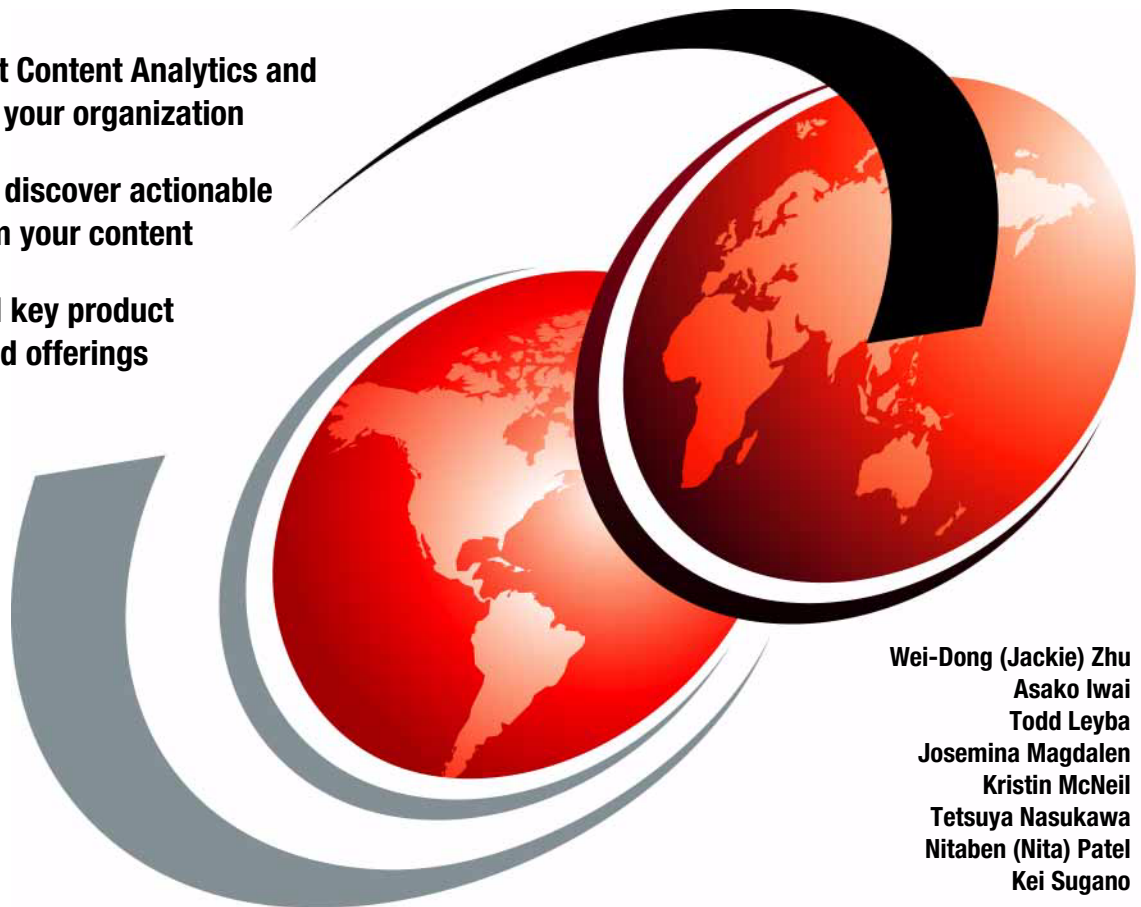 t Content Analytics and
your organization
discover actionable
your content
key product
d offerings
Wei-Dong (Jackie) Zhu
Asako Iwai
Todd Leyba
Josemina Magdalen
Kristin McNeil
Tetsuya Nasukawa
Nitaben (Nita) Patel
Kei Sugano